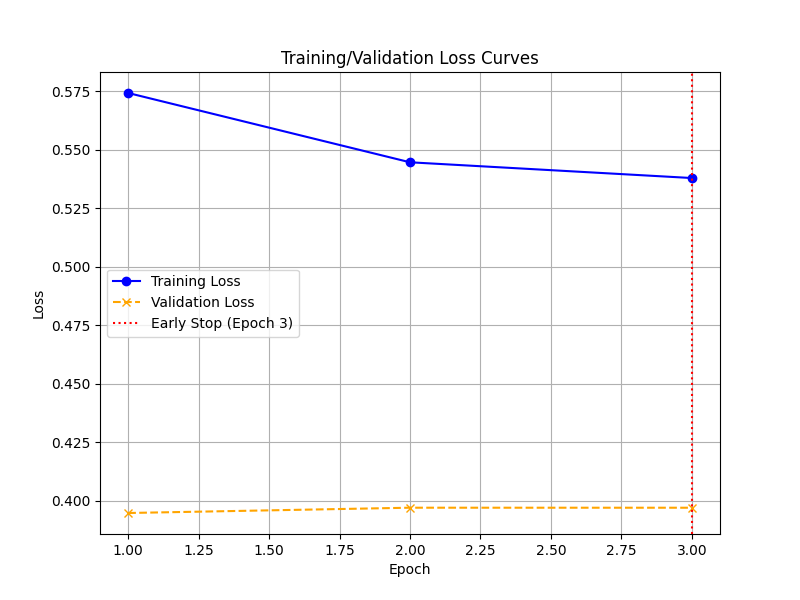 Training/Validation Loss Curves
0.575
0.550
0.525
0.500
0.475
0.450
0.425
0.400
Loss
Training Loss
Validation Loss
Early Stop (Epoch 3)
1.00 1.25 1.50 1.75 2.00 2.25 2.50 2.75 3.00
Epoch